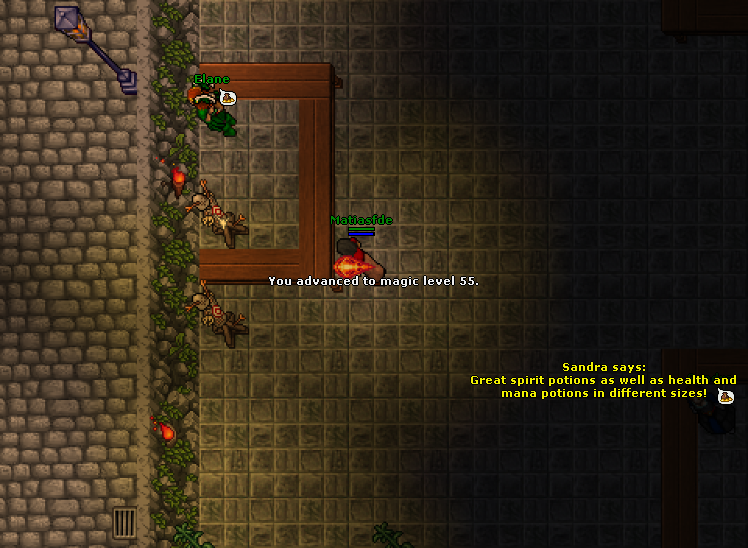 Elane
Matiasfde
You advanced to magic level 55.
Sandra says:
Great spirit potions as well as health and
mana potions in different sizes!